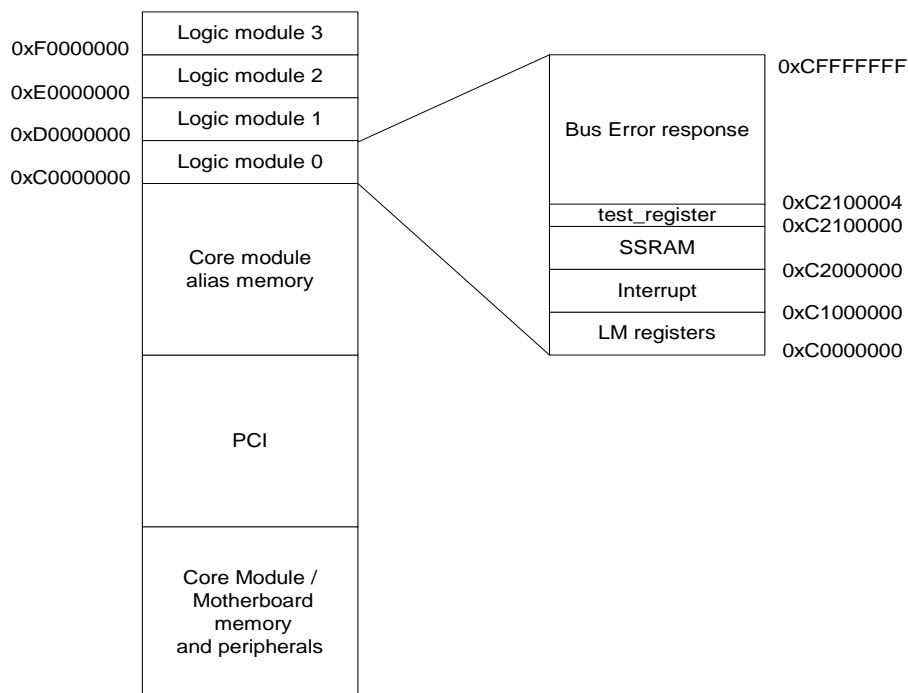 Logic module 3
0xF0000000
Logic module 2
0xE0000000
Logic module 1
0xD0000000
Logic module 0
0xC0000000
Core module
alias memory
PCI
Core Module /
Motherboard
memory
and peripherals
0xCFFFFFFF
Bus Error response
0xC2100004
test_register
0xC2100000
SSRAM
0xC2000000
Interrupt
0xC1000000
LM registers
0xC0000000